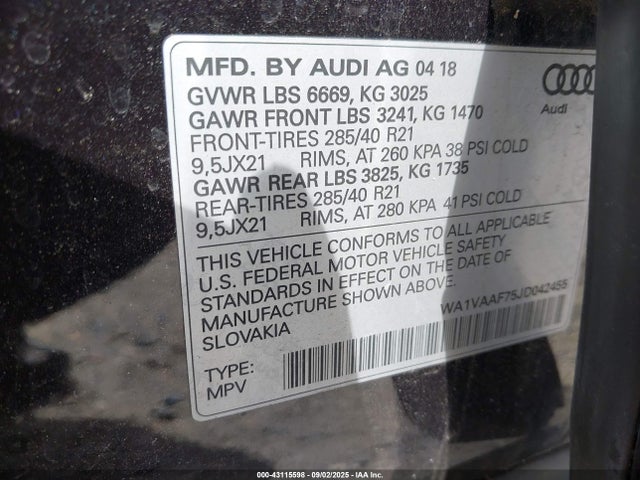 MFD. BY AUDI AG 04 18
GVWR LBS 6669, KG 3025
GAWR FRONT LBS 3241, KG 1470
FRONT-TIRES 285/40 R21
9,5JX21 RIMS, AT 260 KPA 38 PSI COLD
GAWR REAR LBS 3825, KG 1735
REAR-TIRES 285/40 R21
9,5JX21 RIMS, AT 280 KPA 41 PSI COLD
Audi
THIS VEHICLE CONFORMS TO ALL APPLICABLE
U.S. FEDERAL MOTOR VEHICLE SAFETY
STANDARDS IN EFFECT ON THE DATE OF
MANUFACTURE SHOWN ABOVE.
SLOVAKIA
WA1VAAF75JD042455
TYPE:
MPV
000-43115598 - 09/02/2025 - IAA Inc.